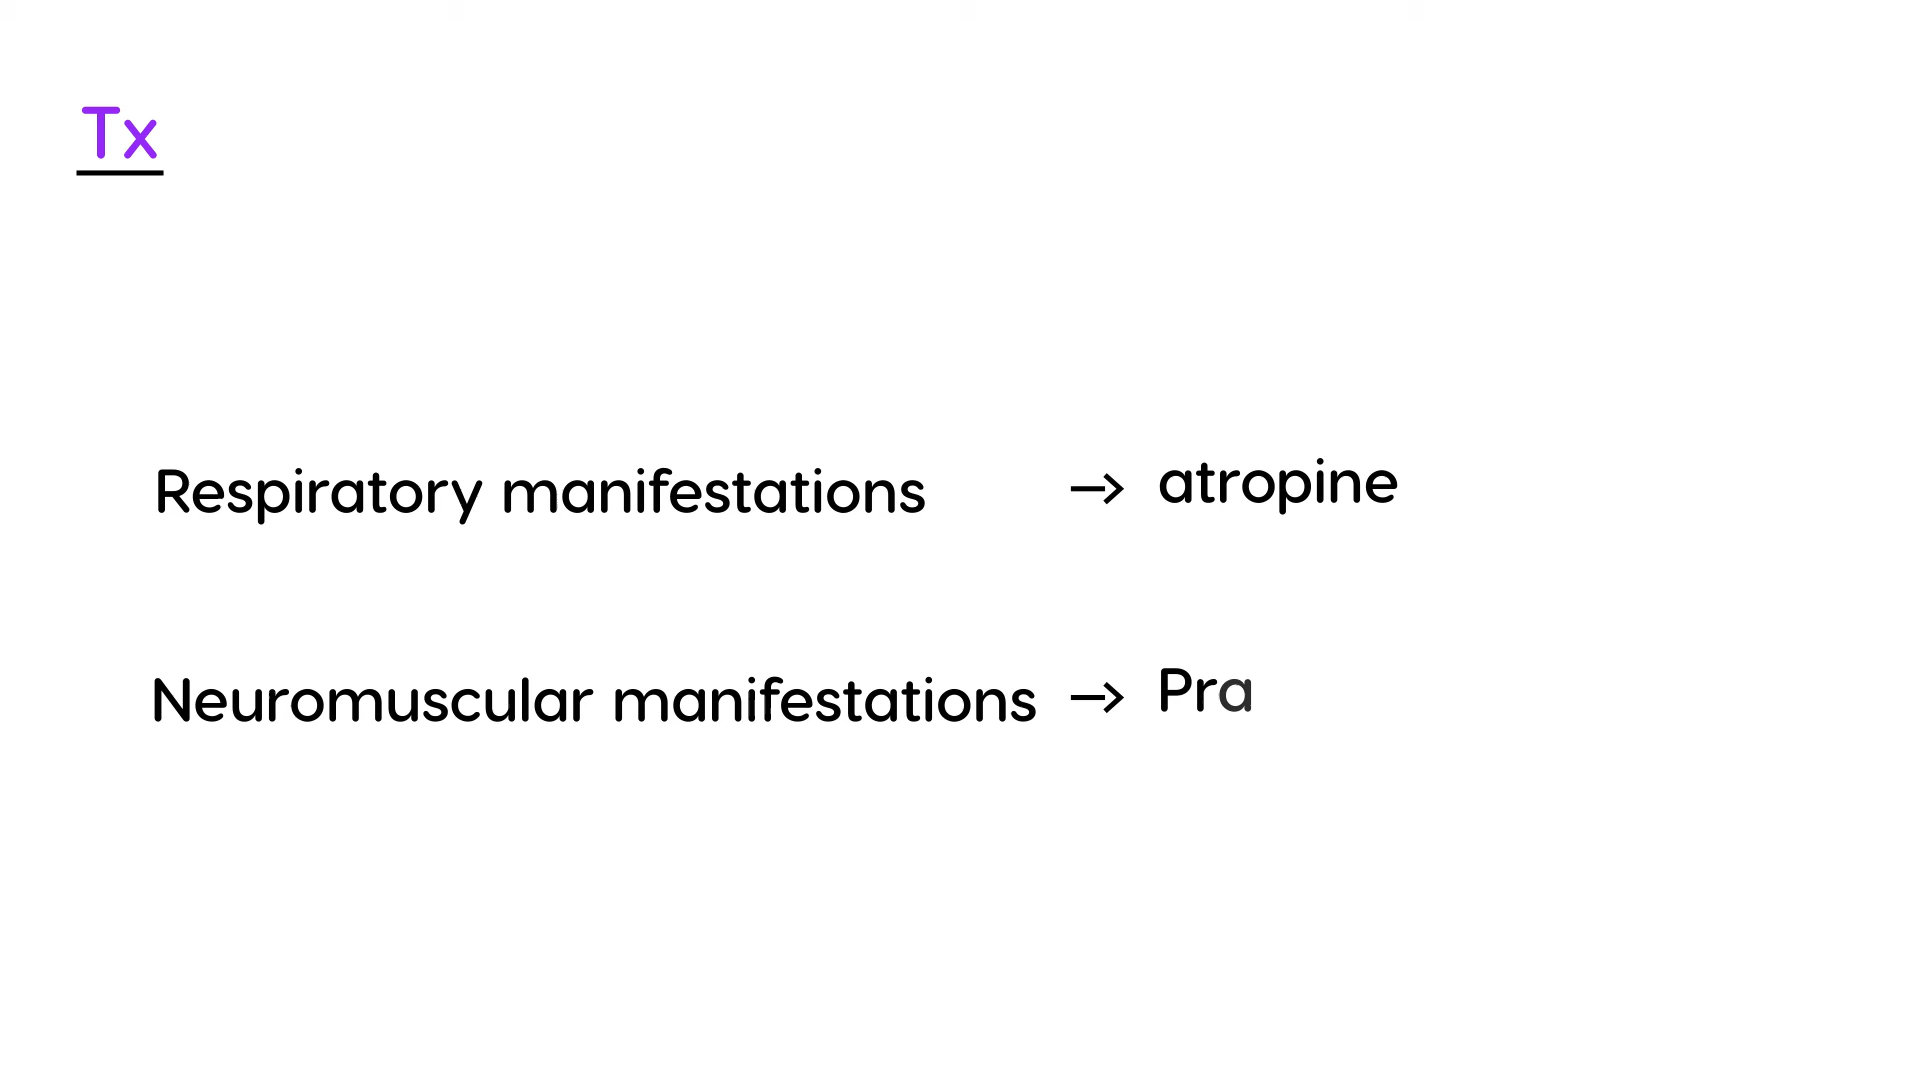 Tx
Respiratory manifestations → atropine
Neuromuscular manifestations → Pra